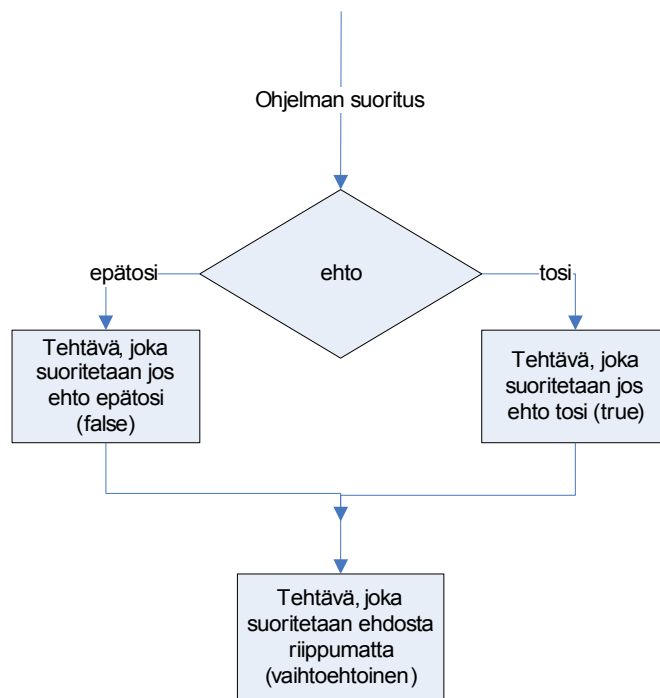 Ohjelman suoritus
epätosi
ehto
tosi
Tehtävä, joka
suoritetaan jos
ehto epätosi
(false)
Tehtävä, joka
suoritetaan jos
ehto tosi (true)
Tehtävä, joka
suoritetaan ehdosta
riippumatta
(vaihtoehtoinen)